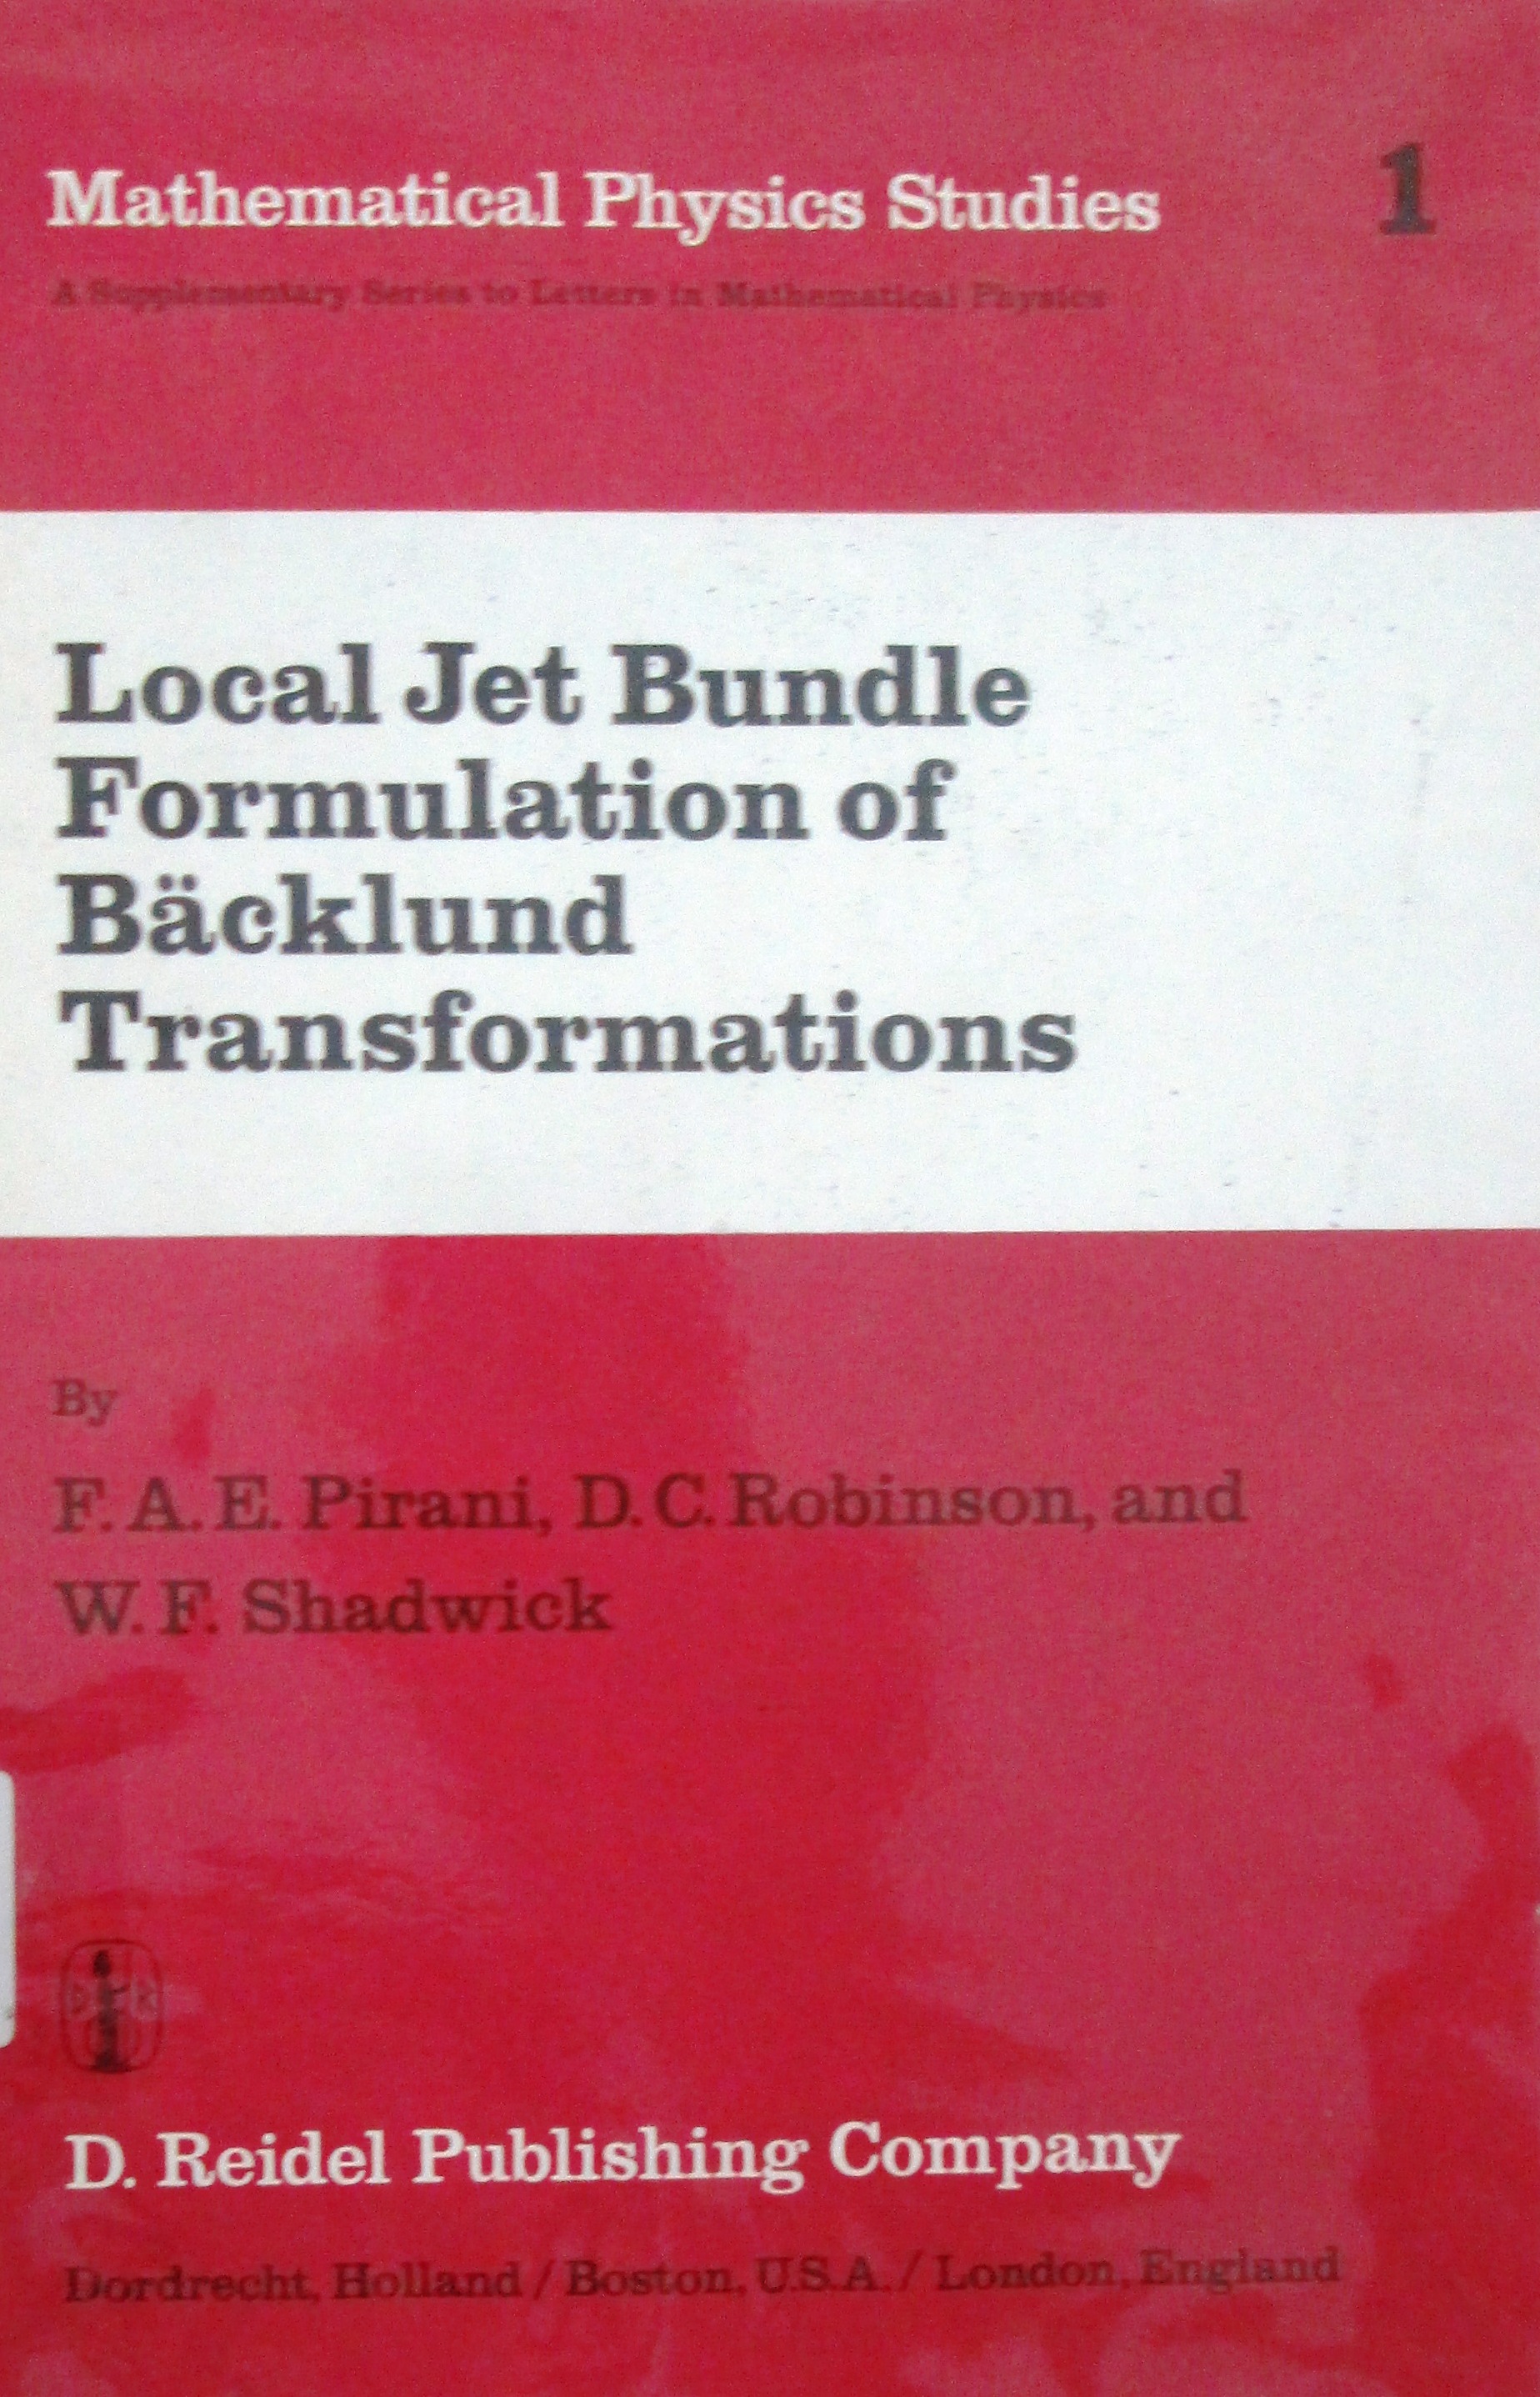 Mathematical Physics Studies 1
A Supplementary Series to Letters in Mathematical Physics
Local Jet Bundle
Formulation of
Bäcklund
Transformations
By
F. A. E. Pirani, D. C. Robinson, and
W. F. Shadwick
D R
D. Reidel Publishing Company
Dordrecht, Holland / Boston, U.S.A. / London, England